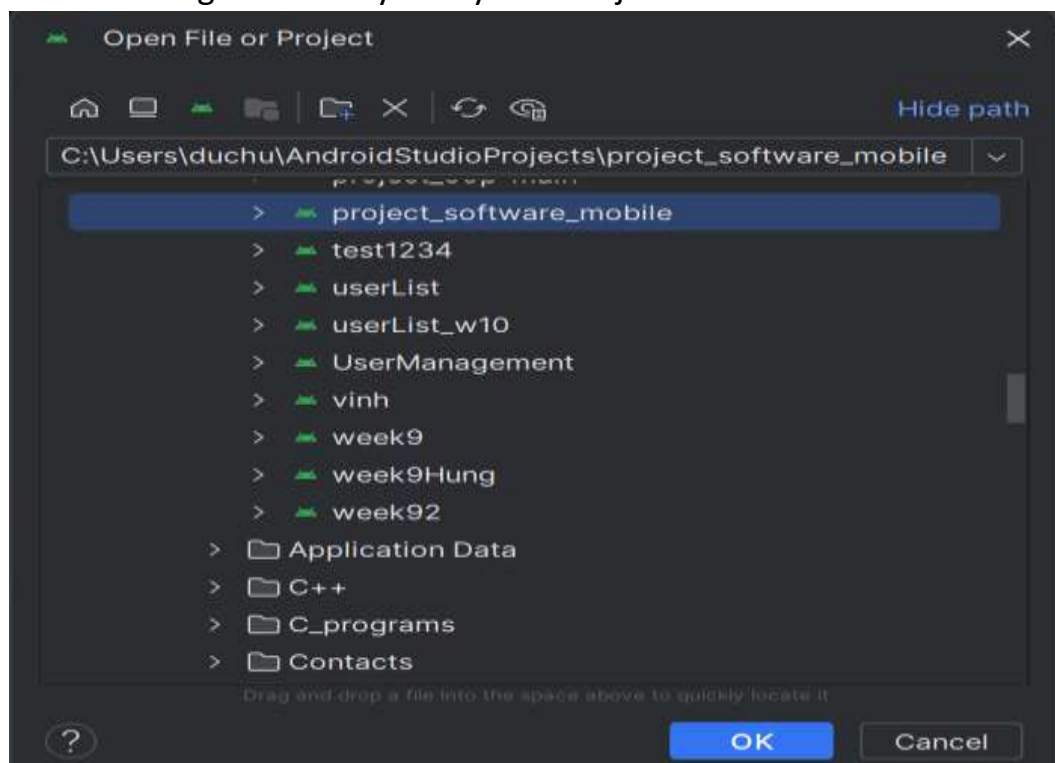 Open File or Project
Hide path
C:\Users\duchu\AndroidStudioProjects\project_software_mobile
project_software_mobile
test1234
userList
userList_w10
UserManagement
vinh
week9
week9Hung
week92
Application Data
C++
C_programs
Contacts
Drag and drop a file into the space above to quickly locate it
?
OK
Cancel